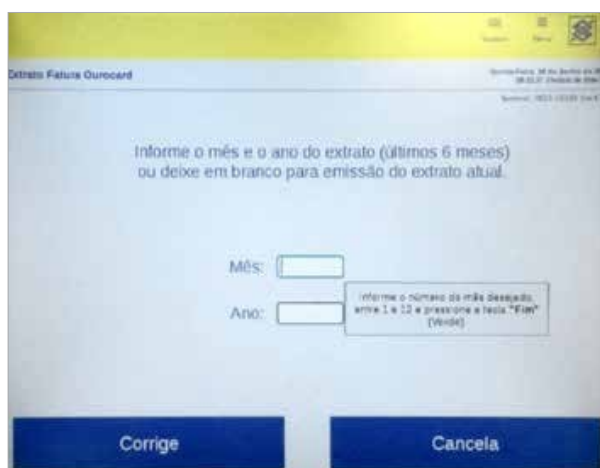 Extrato Fatura Ourocard
Informe o mês e o ano do extrato (últimos 6 meses)
ou deixe em branco para emissão do extrato atual.
Mês:
Ano:
Informe o número do mês desejado,
entre 1 e 12 e pressione a tecla "Fim"
(Verde)
Corrige
Cancela